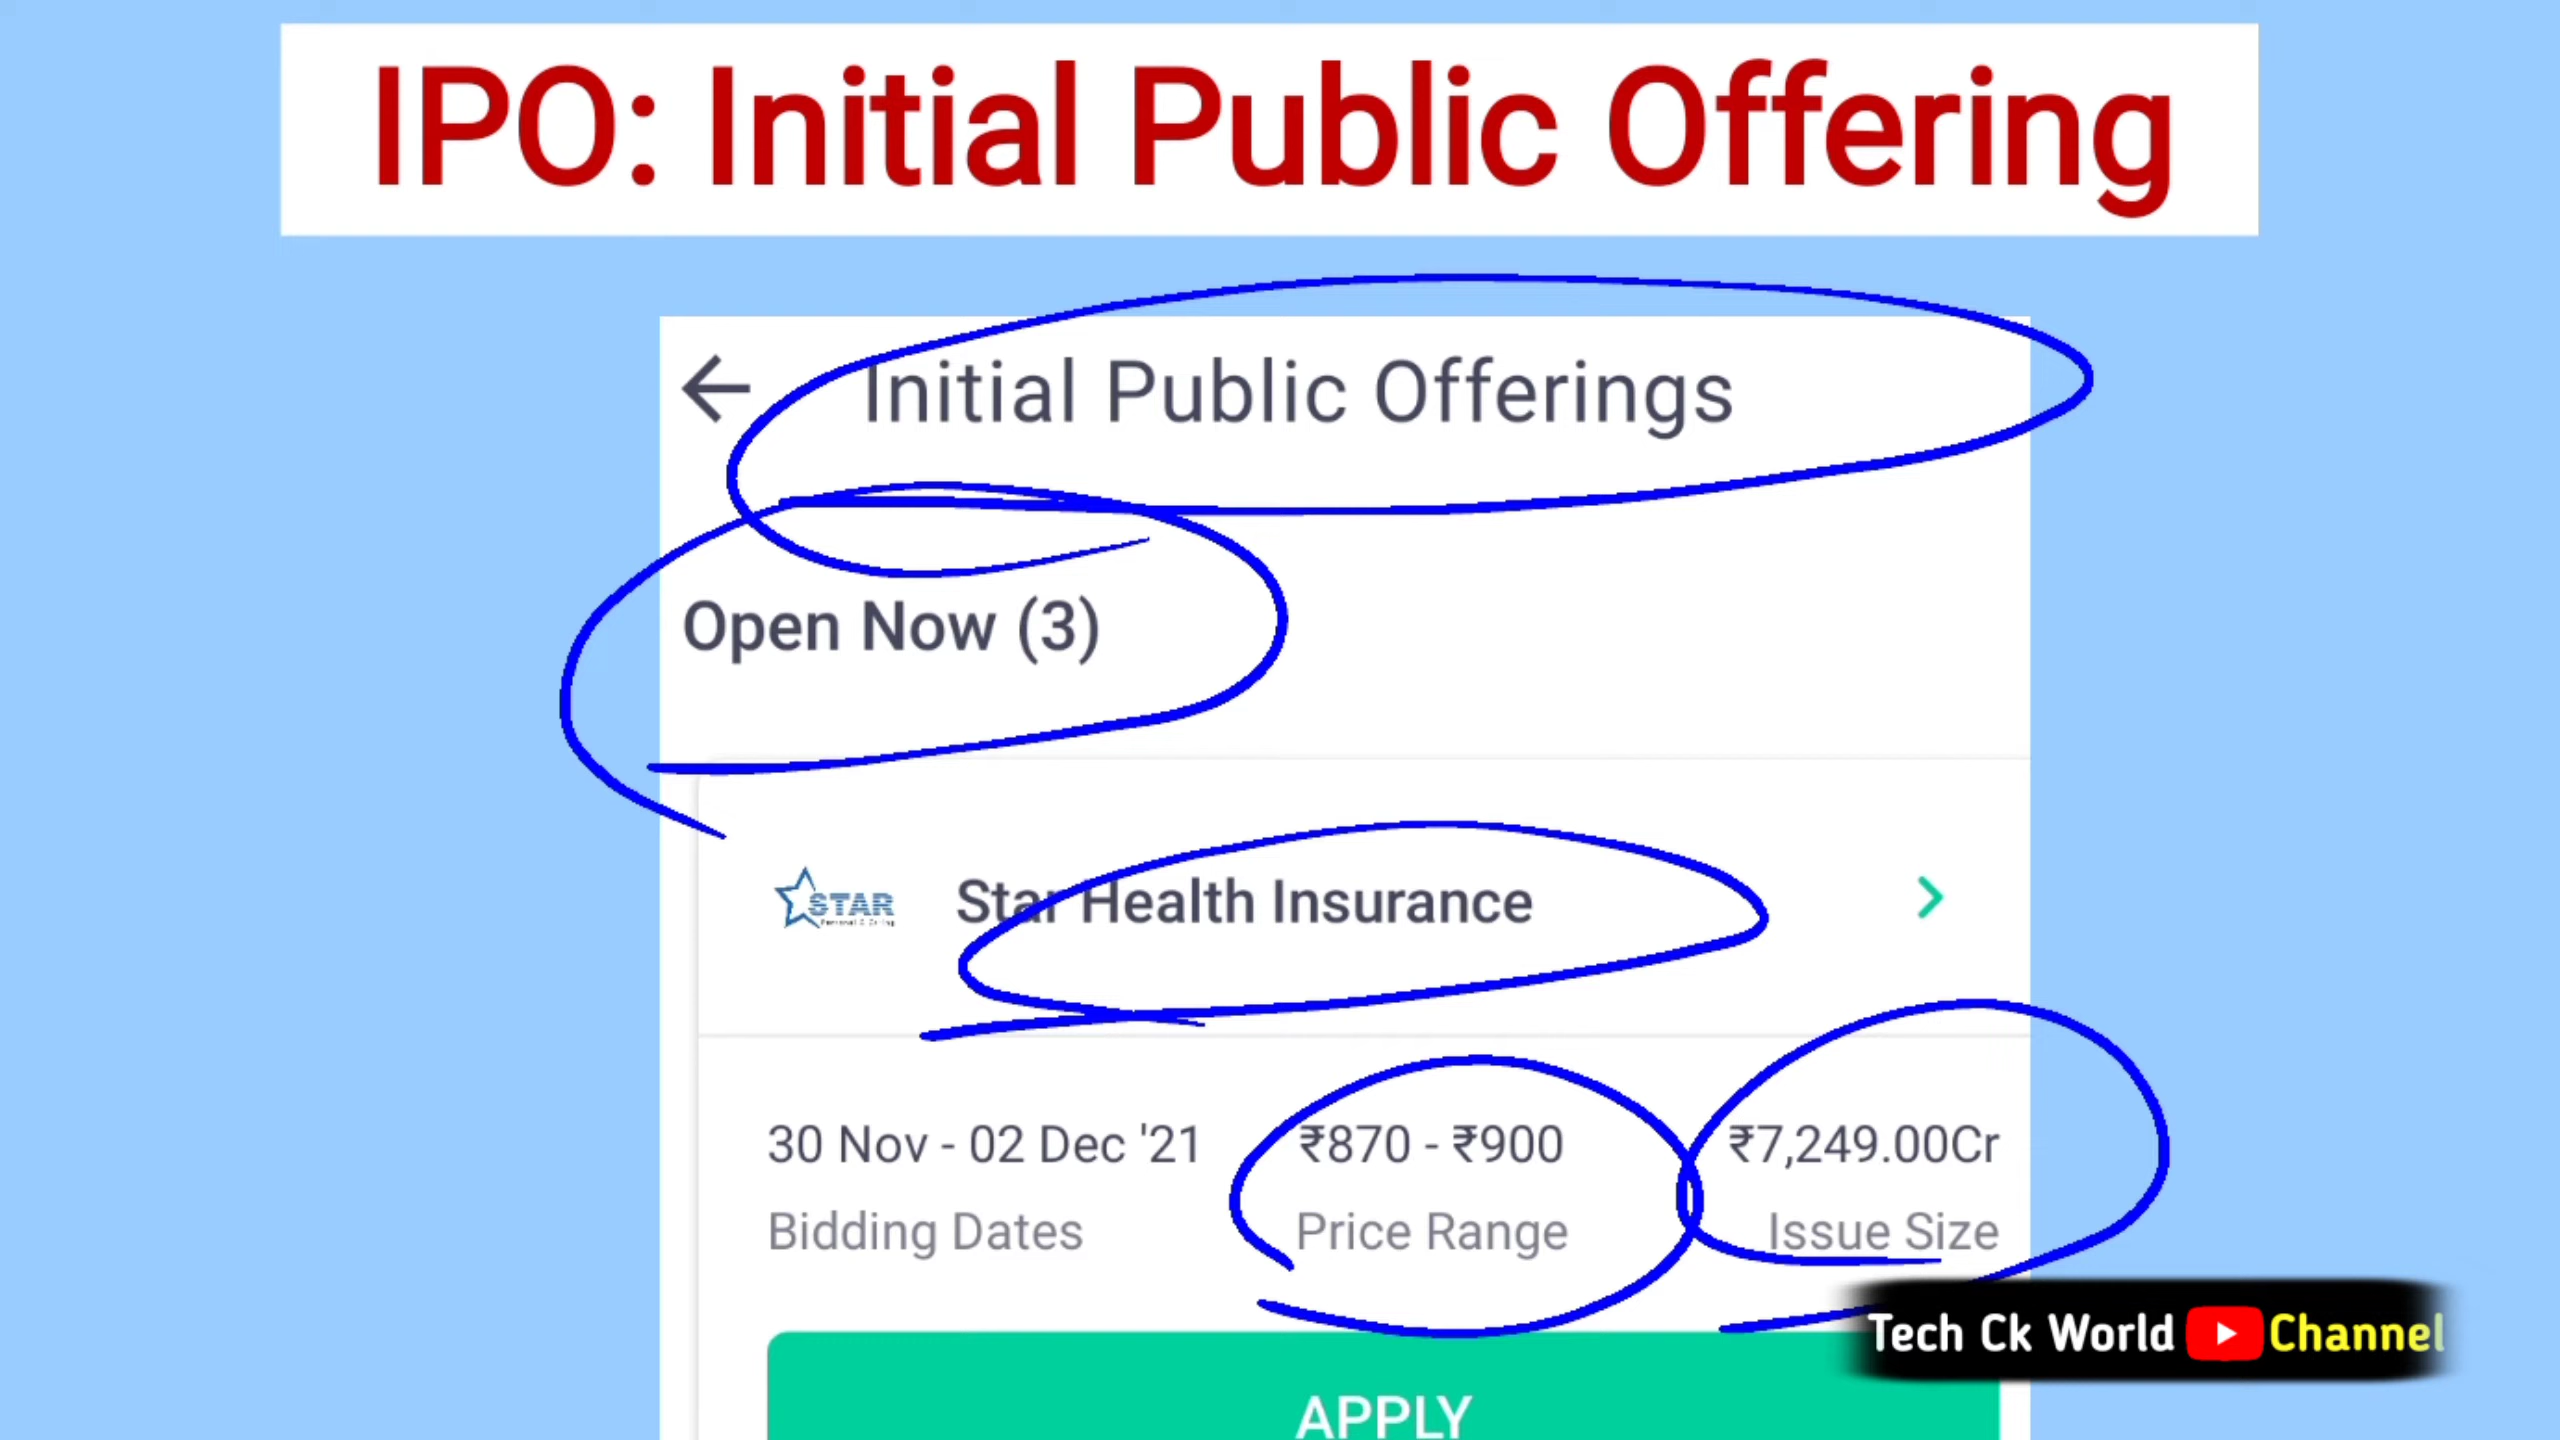 IPO: Initial Public Offering
Initial Public Offerings
Open Now (3)
STAR
Star Health Insurance
30 Nov - 02 Dec '21
₹870 - ₹900
₹7,249.00Cr
Bidding Dates
Price Range
Issue Size
Tech Ck World Channel
APPLY